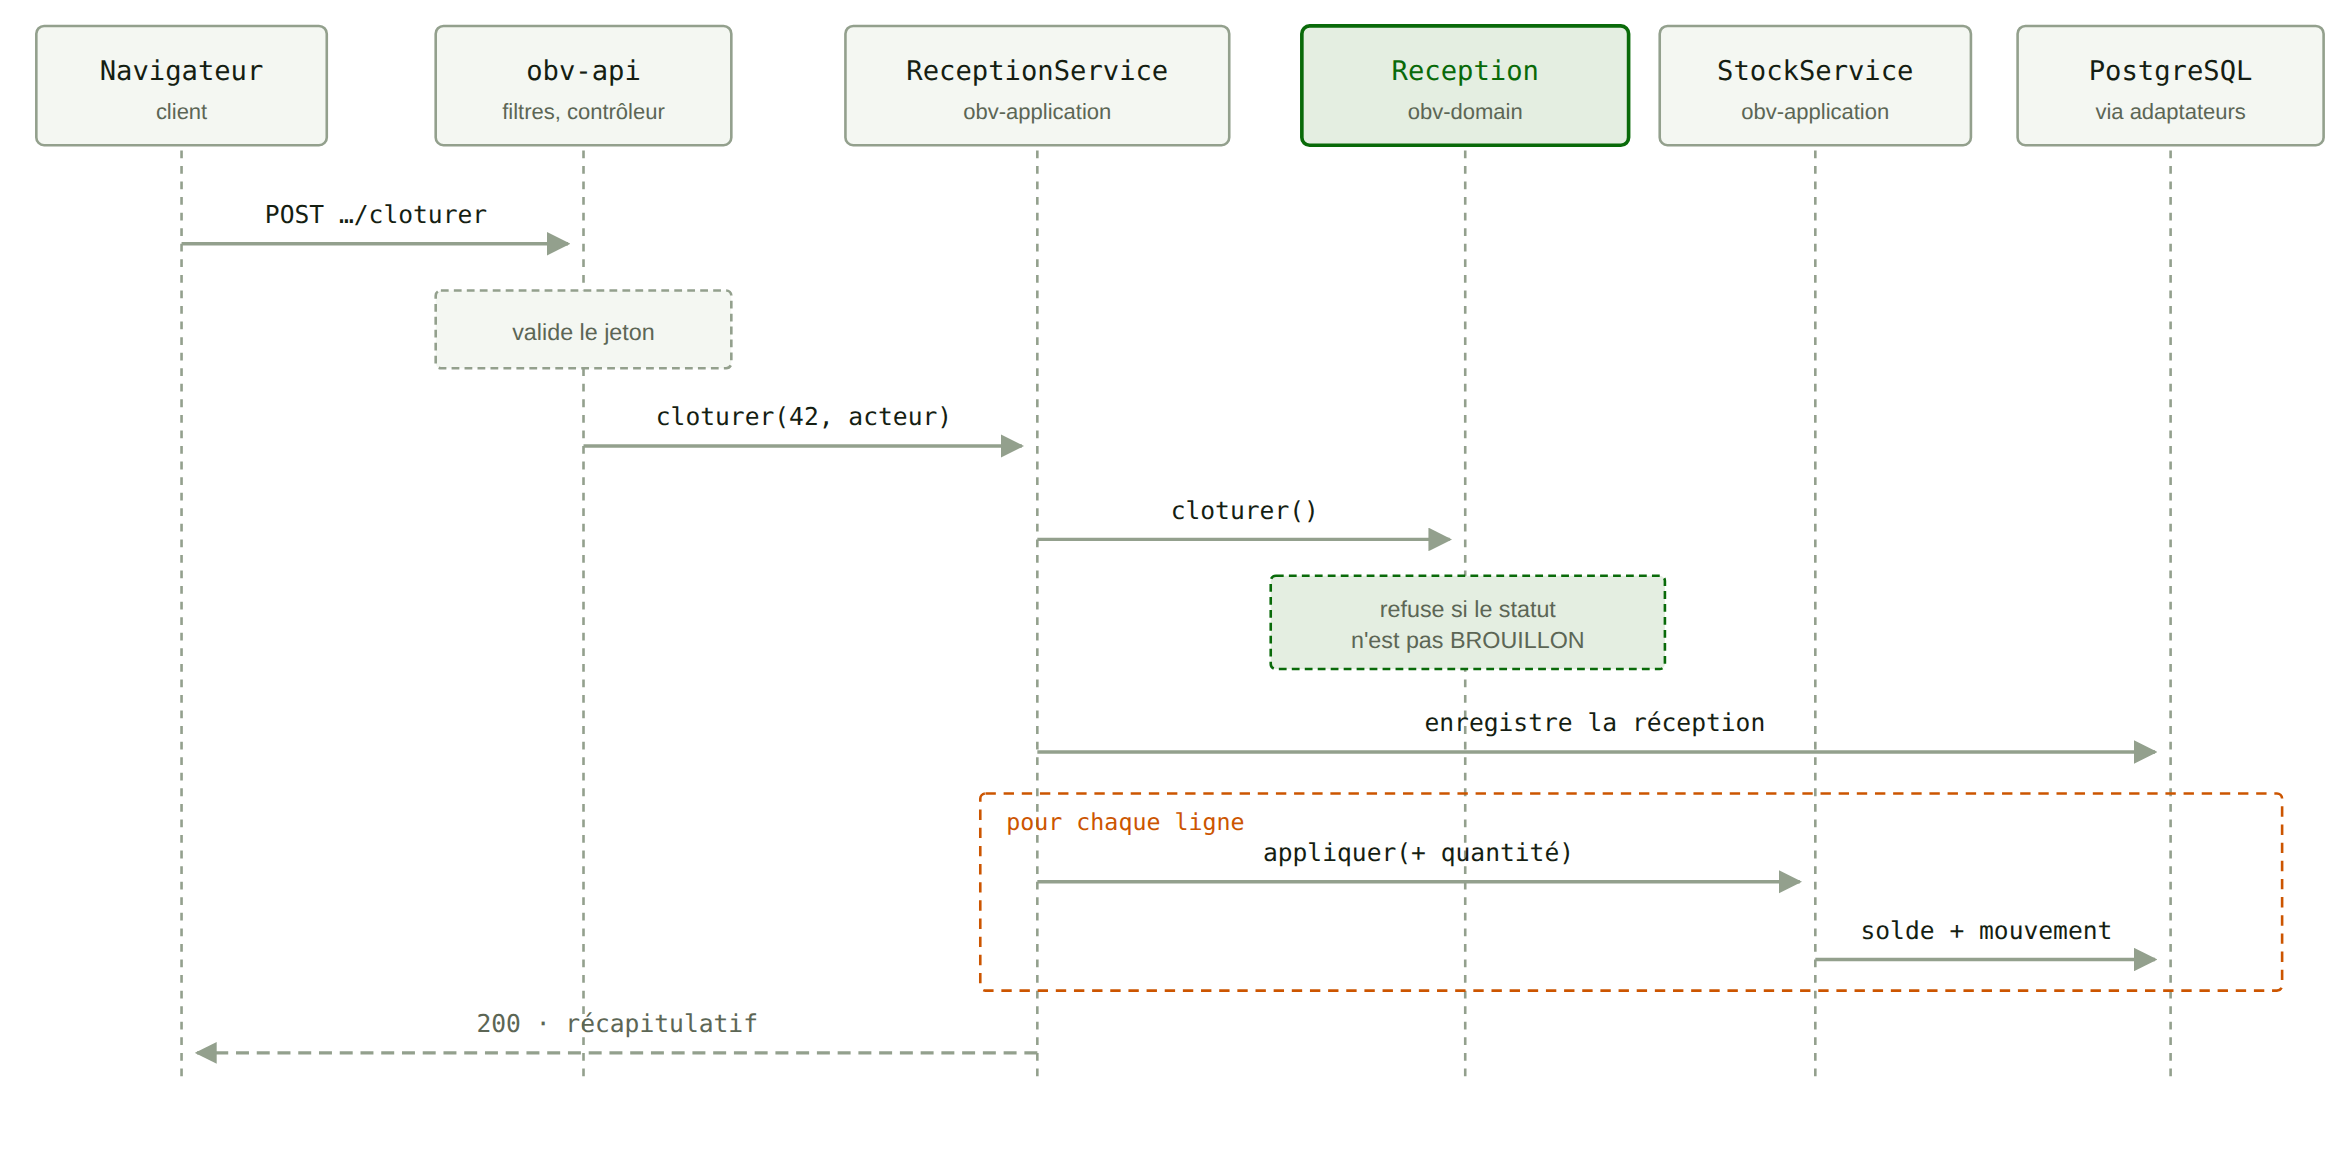 Navigateur
client
obv-api
filtres, contrôleur
ReceptionService
obv-application
Reception
obv-domain
StockService
obv-application
PostgreSQL
via adaptateurs
POST …/cloturer
valide le jeton
cloturer(42, acteur)
cloturer()
refuse si le statut
n'est pas BROUILLON
enregistre la réception
pour chaque ligne
appliquer(+ quantité)
solde + mouvement
200 · récapitulatif